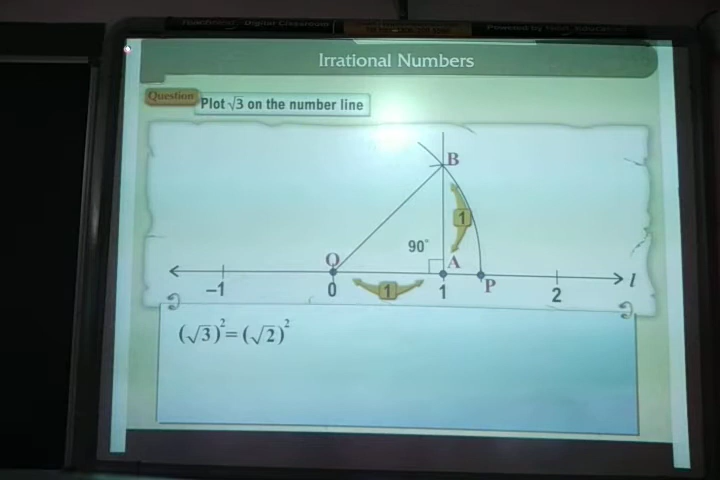 Irrational Numbers
Question
Plot √3 on the number line
B
1
90°
O
A
-1
0
1
1
P
2
l
(√3)²=(√2)²